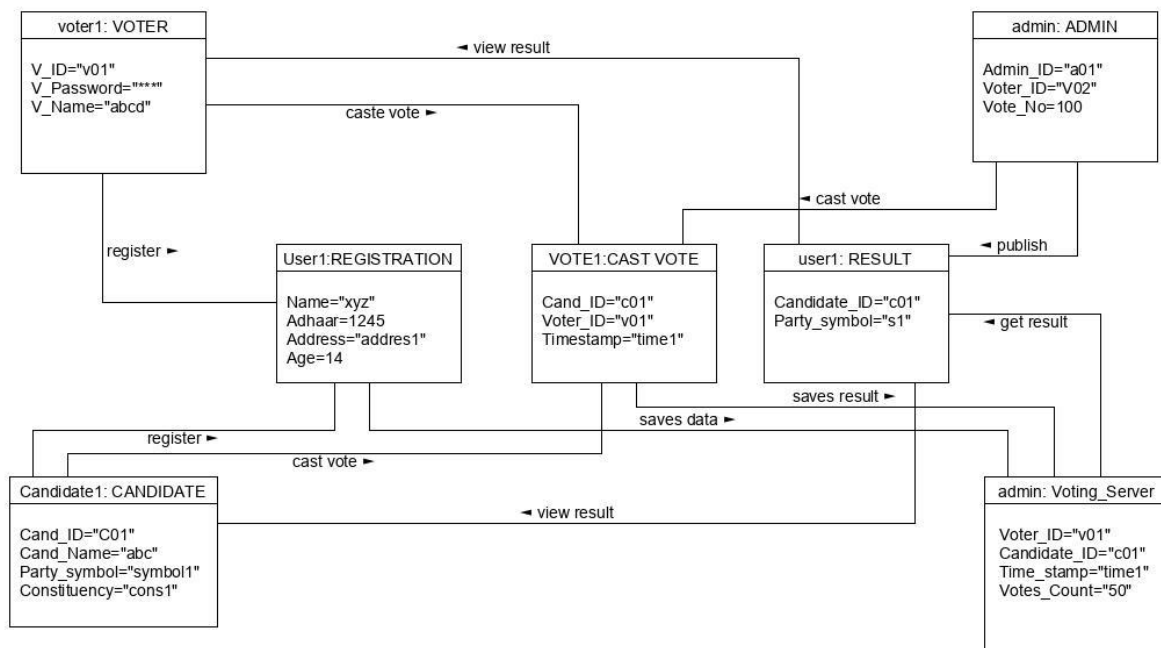 voter1: VOTER
V_ID="v01"
V_Password="***"
V_Name="abcd"
◄ view result
caste vote ►
admin: ADMIN
Admin_ID="a01"
Voter_ID="V02"
Vote_No=100
◄ cast vote
register ►
◄ publish
User1:REGISTRATION
Name="xyz"
Adhaar=1245
Address="addres1"
Age=14
VOTE1:CAST VOTE
Cand_ID="c01"
Voter_ID="v01"
Timestamp="time1"
user1: RESULT
Candidate_ID="c01"
Party_symbol="s1"
◄ get result
saves result ►
saves data ►
register ►
cast vote ►
Candidate1: CANDIDATE
Cand_ID="C01"
Cand_Name="abc"
Party_symbol="symbol1"
Constituency="cons1"
◄ view result
admin: Voting_Server
Voter_ID="v01"
Candidate_ID="c01"
Time_stamp="time1"
Votes_Count="50"